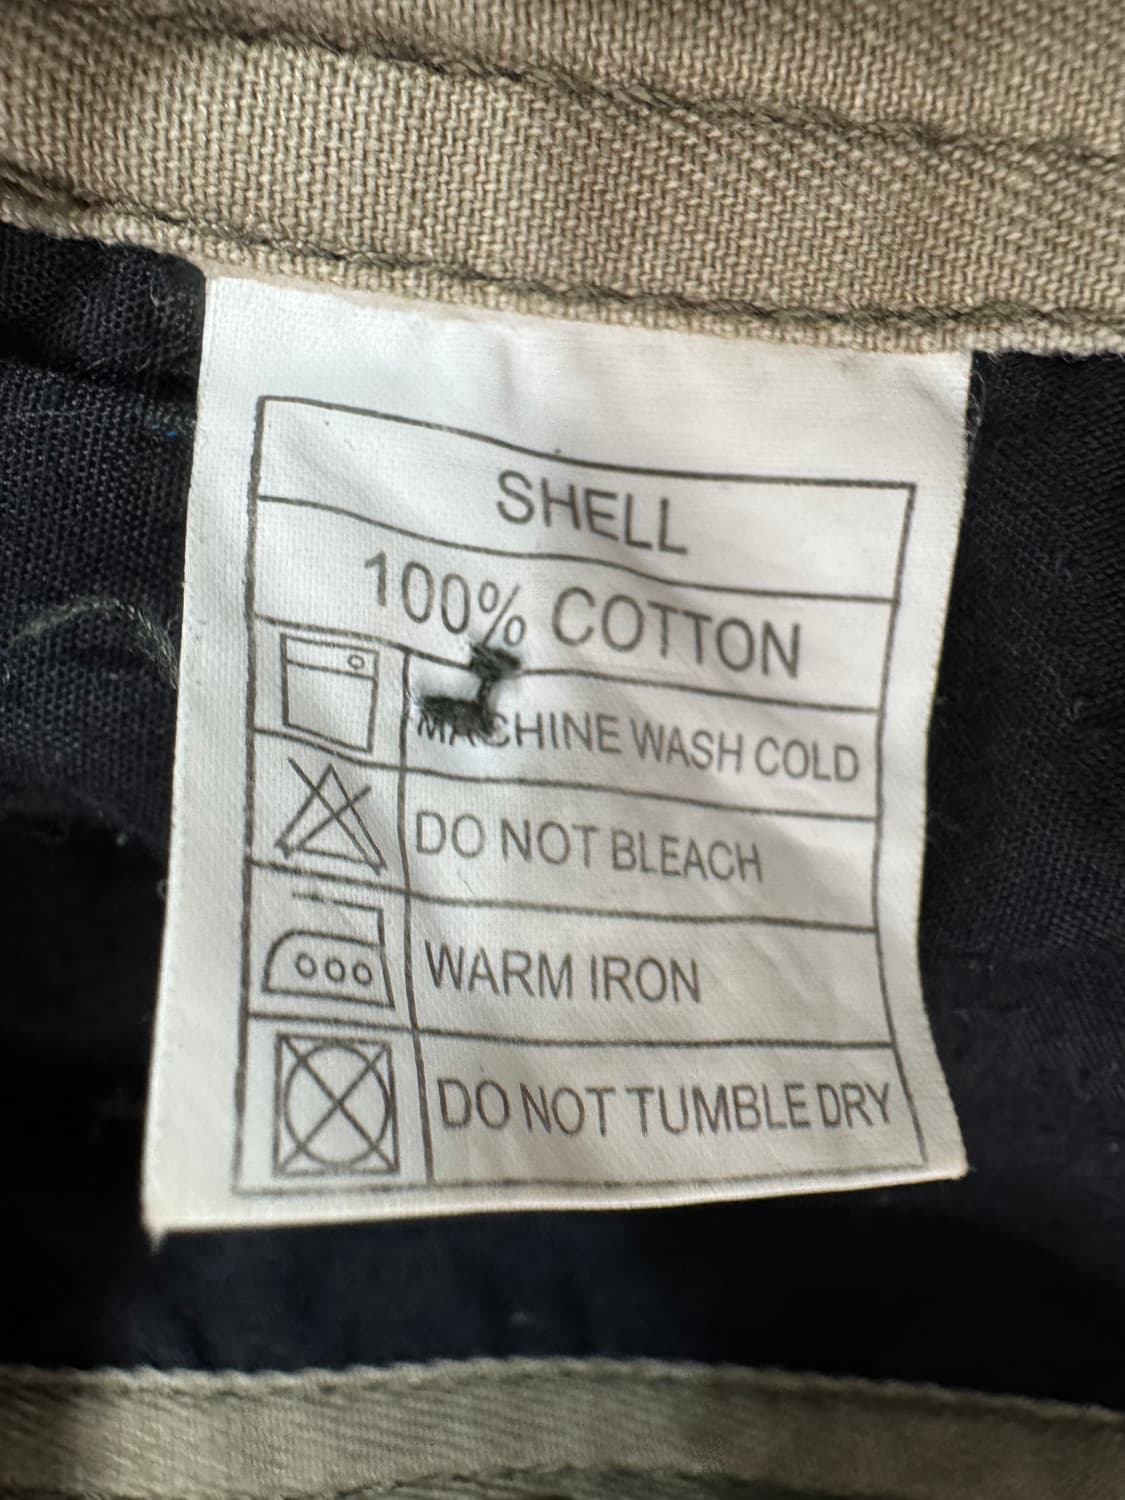 SHELL
100% COTTON
MACHINE WASH COLD
DO NOT BLEACH
WARM IRON
DO NOT TUMBLE DRY